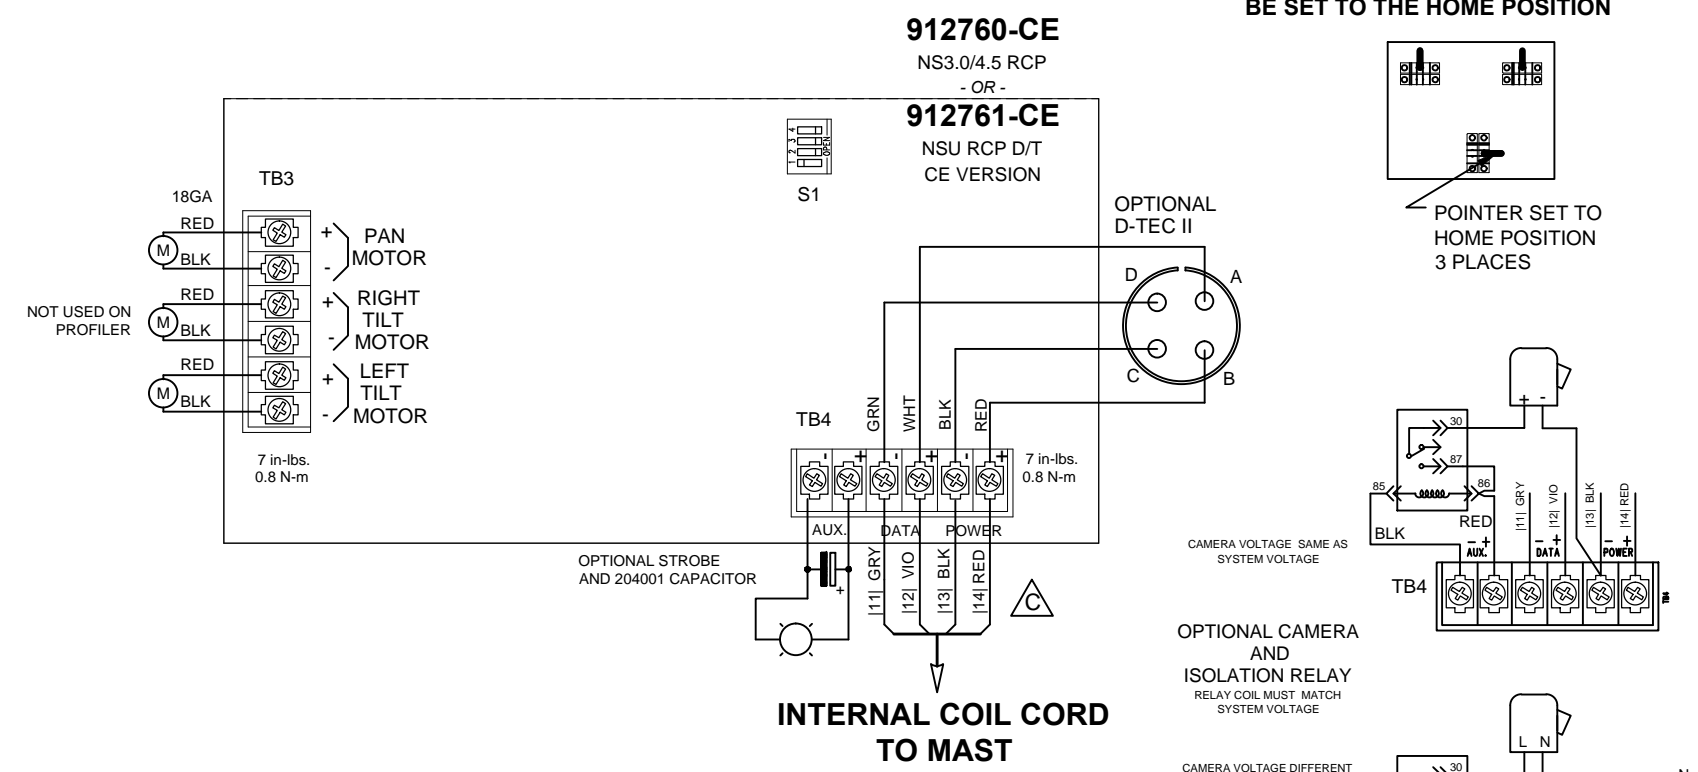 BE SET TO THE HOME POSITION
912760-CE
NS3.0/4.5 RCP
- OR -
912761-CE
NSU RCP D/T
CE VERSION
1 2 3 4
OPEN
S1
TB3
18GA
RED
BLK
+
-
PAN
MOTOR
M
NOT USED ON
PROFILER
RED
BLK
+
-
RIGHT
TILT
MOTOR
M
RED
BLK
+
-
LEFT
TILT
MOTOR
M
7 in-lbs.
0.8 N-m
OPTIONAL
D-TEC II
D
A
C
B
TB4
GRN
WHT
BLK
RED
- + - + - +
7 in-lbs.
0.8 N-m
AUX.
DATA
POWER
OPTIONAL STROBE
AND 204001 CAPACITOR
+
|11| GRY
|12| VIO
|13| BLK
|14| RED
C
INTERNAL COIL CORD
TO MAST
POINTER SET TO
HOME POSITION
3 PLACES
+ -
30
87
85
86
BLK
RED
|11| GRY
|12| VIO
|13| BLK
|14| RED
- + - + - +
AUX.
DATA
POWER
TB4
TB4
CAMERA VOLTAGE SAME AS
SYSTEM VOLTAGE
OPTIONAL CAMERA
AND
ISOLATION RELAY
RELAY COIL MUST MATCH
SYSTEM VOLTAGE
L N
30
CAMERA VOLTAGE DIFFERENT
N